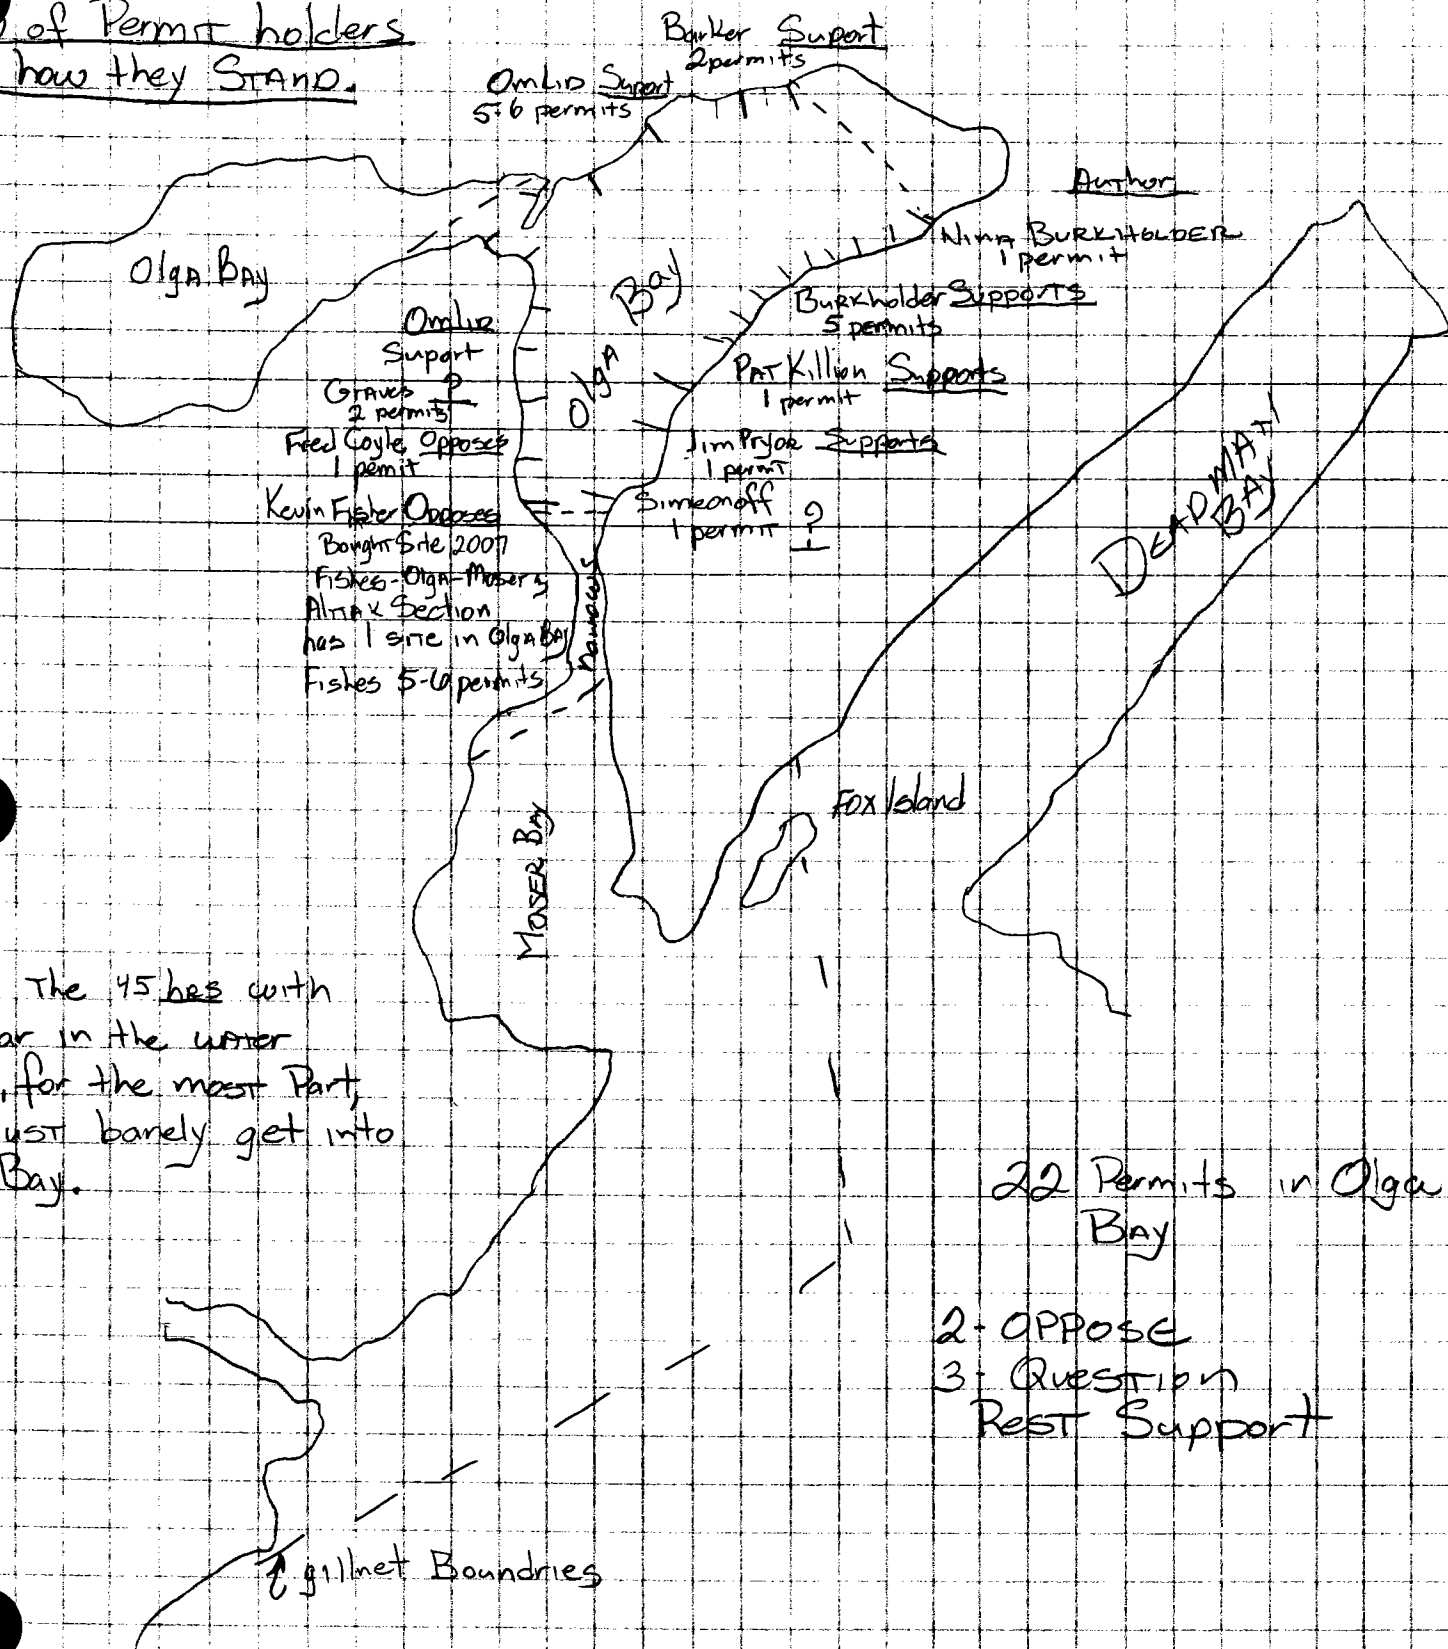 of Permit holders
how they STAND.
Barker Suport
2 permits
Omlid Suport
5-6 permits
Author
Nina BURKHOLDER
1 permit
Olga Bay
Olga Bay
Burkholder Supports
5 permits
Omlid
Suport
PAT Killion Supports
1 permit
Graves ?
2 permits
Fred Coyle Opposes
1 permit
Jim Pryor Supports
1 permit
Simeonoff
1 permit ?
Kevin Fisher Opposes
Bought Site 2007
Fishes-Olga-Moser &
Alitak Section
has 1 site in Olga Bay
Fishes 5-6 permits
Narrows
DEADMAN
BAY
Fox Island
MOSER BAY
The 45 hrs with
ar in the water
, for the most Part,
ust barely get into
Bay.
22 Permits in Olga
Bay
2- OPPOSE
3- Question
Rest Support
gillnet Boundries